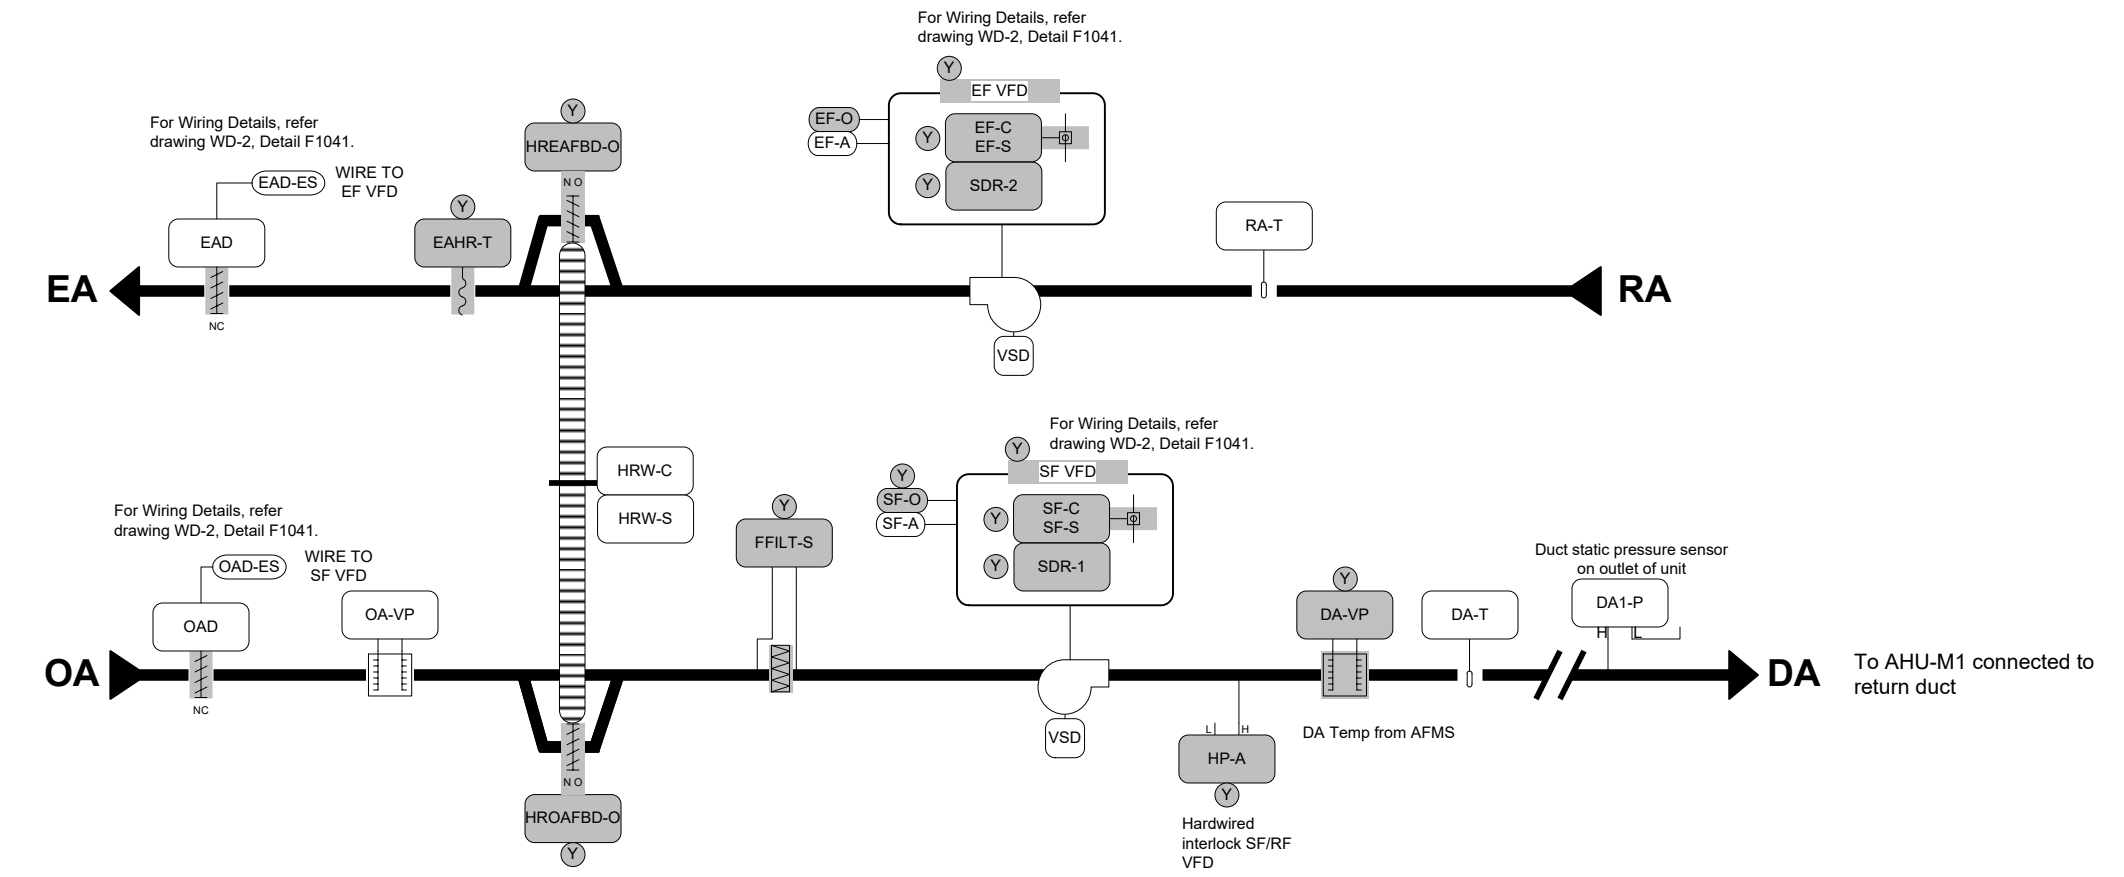 For Wiring Details, refer
drawing WD-2, Detail F1041.
Y
EF VFD
EF-O
EF-A
Y
EF-C
EF-S
Y
SDR-2
Y
HREAFBD-O
N O
For Wiring Details, refer
drawing WD-2, Detail F1041.
EAD-ES
WIRE TO
EF VFD
EAD
NC
Y
EAHR-T
RA-T
EA
RA
VSD
For Wiring Details, refer
drawing WD-2, Detail F1041.
Y
SF VFD
Y
SF-O
SF-A
Y
SF-C
SF-S
Y
SDR-1
HRW-C
HRW-S
Y
FFILT-S
For Wiring Details, refer
drawing WD-2, Detail F1041.
OAD-ES
WIRE TO
SF VFD
OAD
NC
OA-VP
Y
DA-VP
DA-T
Duct static pressure sensor
on outlet of unit
DA1-P
H
L
OA
DA
To AHU-M1 connected to
return duct
VSD
DA Temp from AFMS
L
H
HP-A
Y
Hardwired
interlock SF/RF
VFD
N O
HROAFBD-O
Y